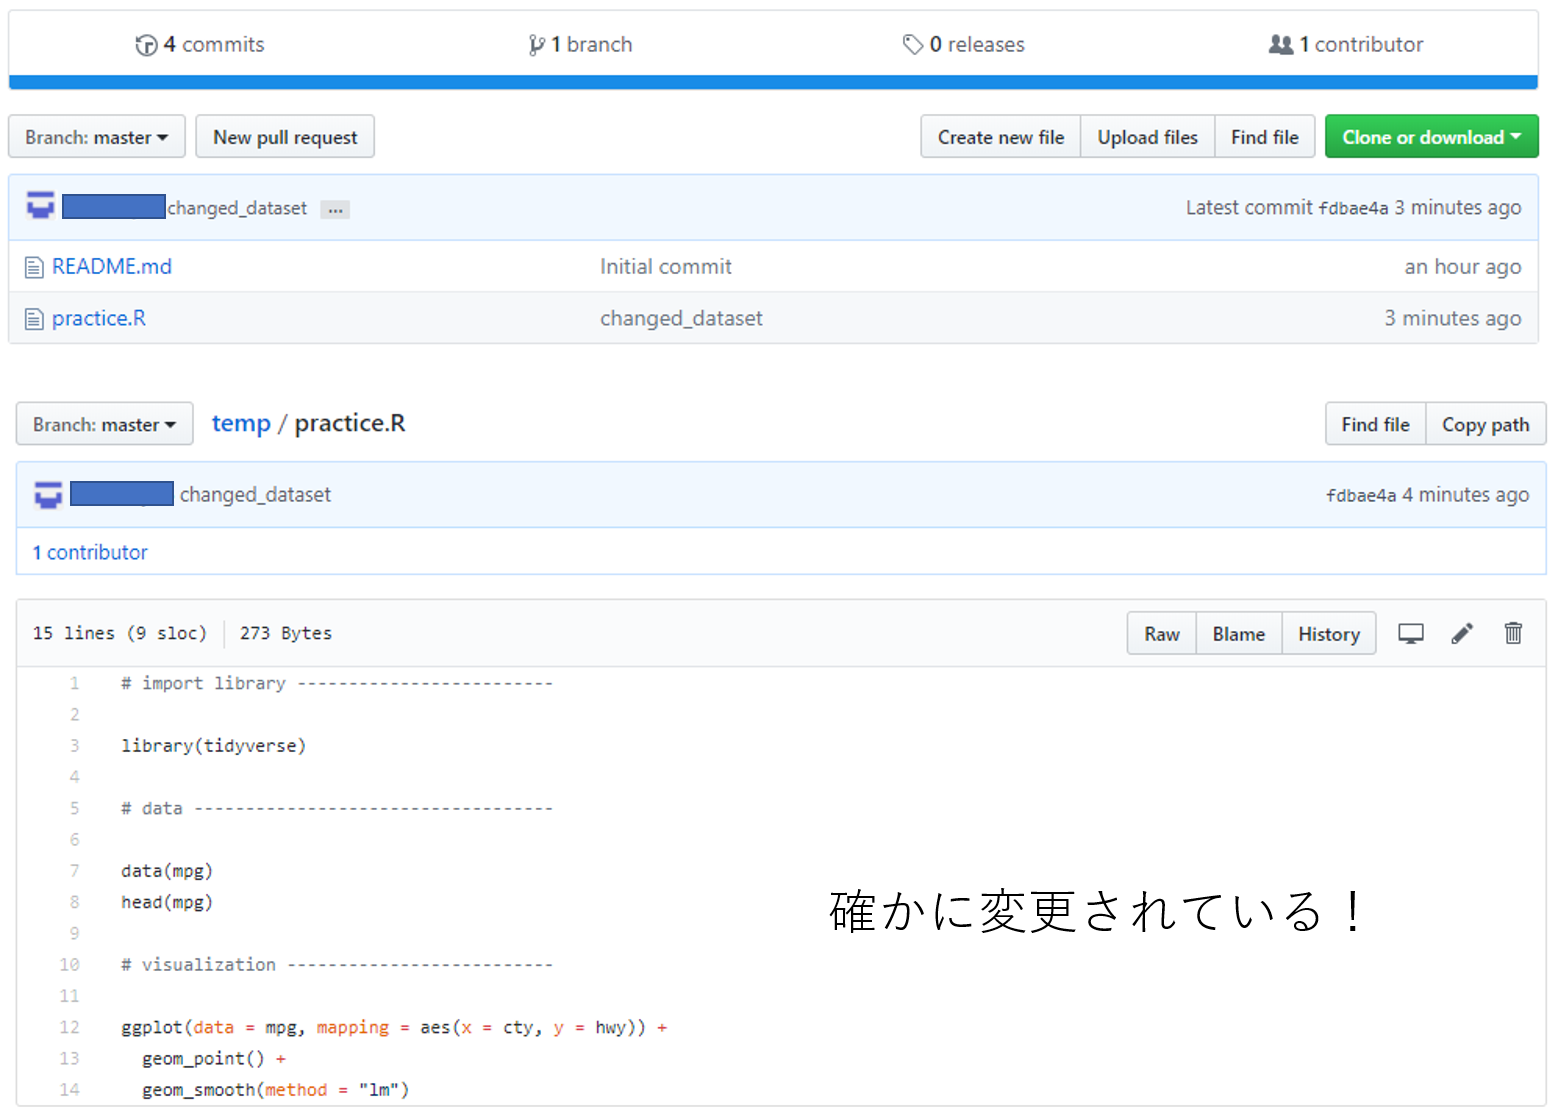 4 commits 1 branch 0 releases 1 contributor
Branch: master New pull request Create new file Upload files Find file Clone or download
changed_dataset ... Latest commit fdbae4a 3 minutes ago
README.md Initial commit an hour ago
practice.R changed_dataset 3 minutes ago
Branch: master temp / practice.R Find file Copy path
changed_dataset fdbae4a 4 minutes ago
1 contributor
15 lines (9 sloc) 273 Bytes Raw Blame History
1 # import library -------------------------
2
3 library(tidyverse)
4
5 # data -----------------------------------
6
7 data(mpg)
8 head(mpg)
確かに変更されている！
9
10 # visualization --------------------------
11
12 ggplot(data = mpg, mapping = aes(x = cty, y = hwy)) +
13 geom_point() +
14 geom_smooth(method = "lm")